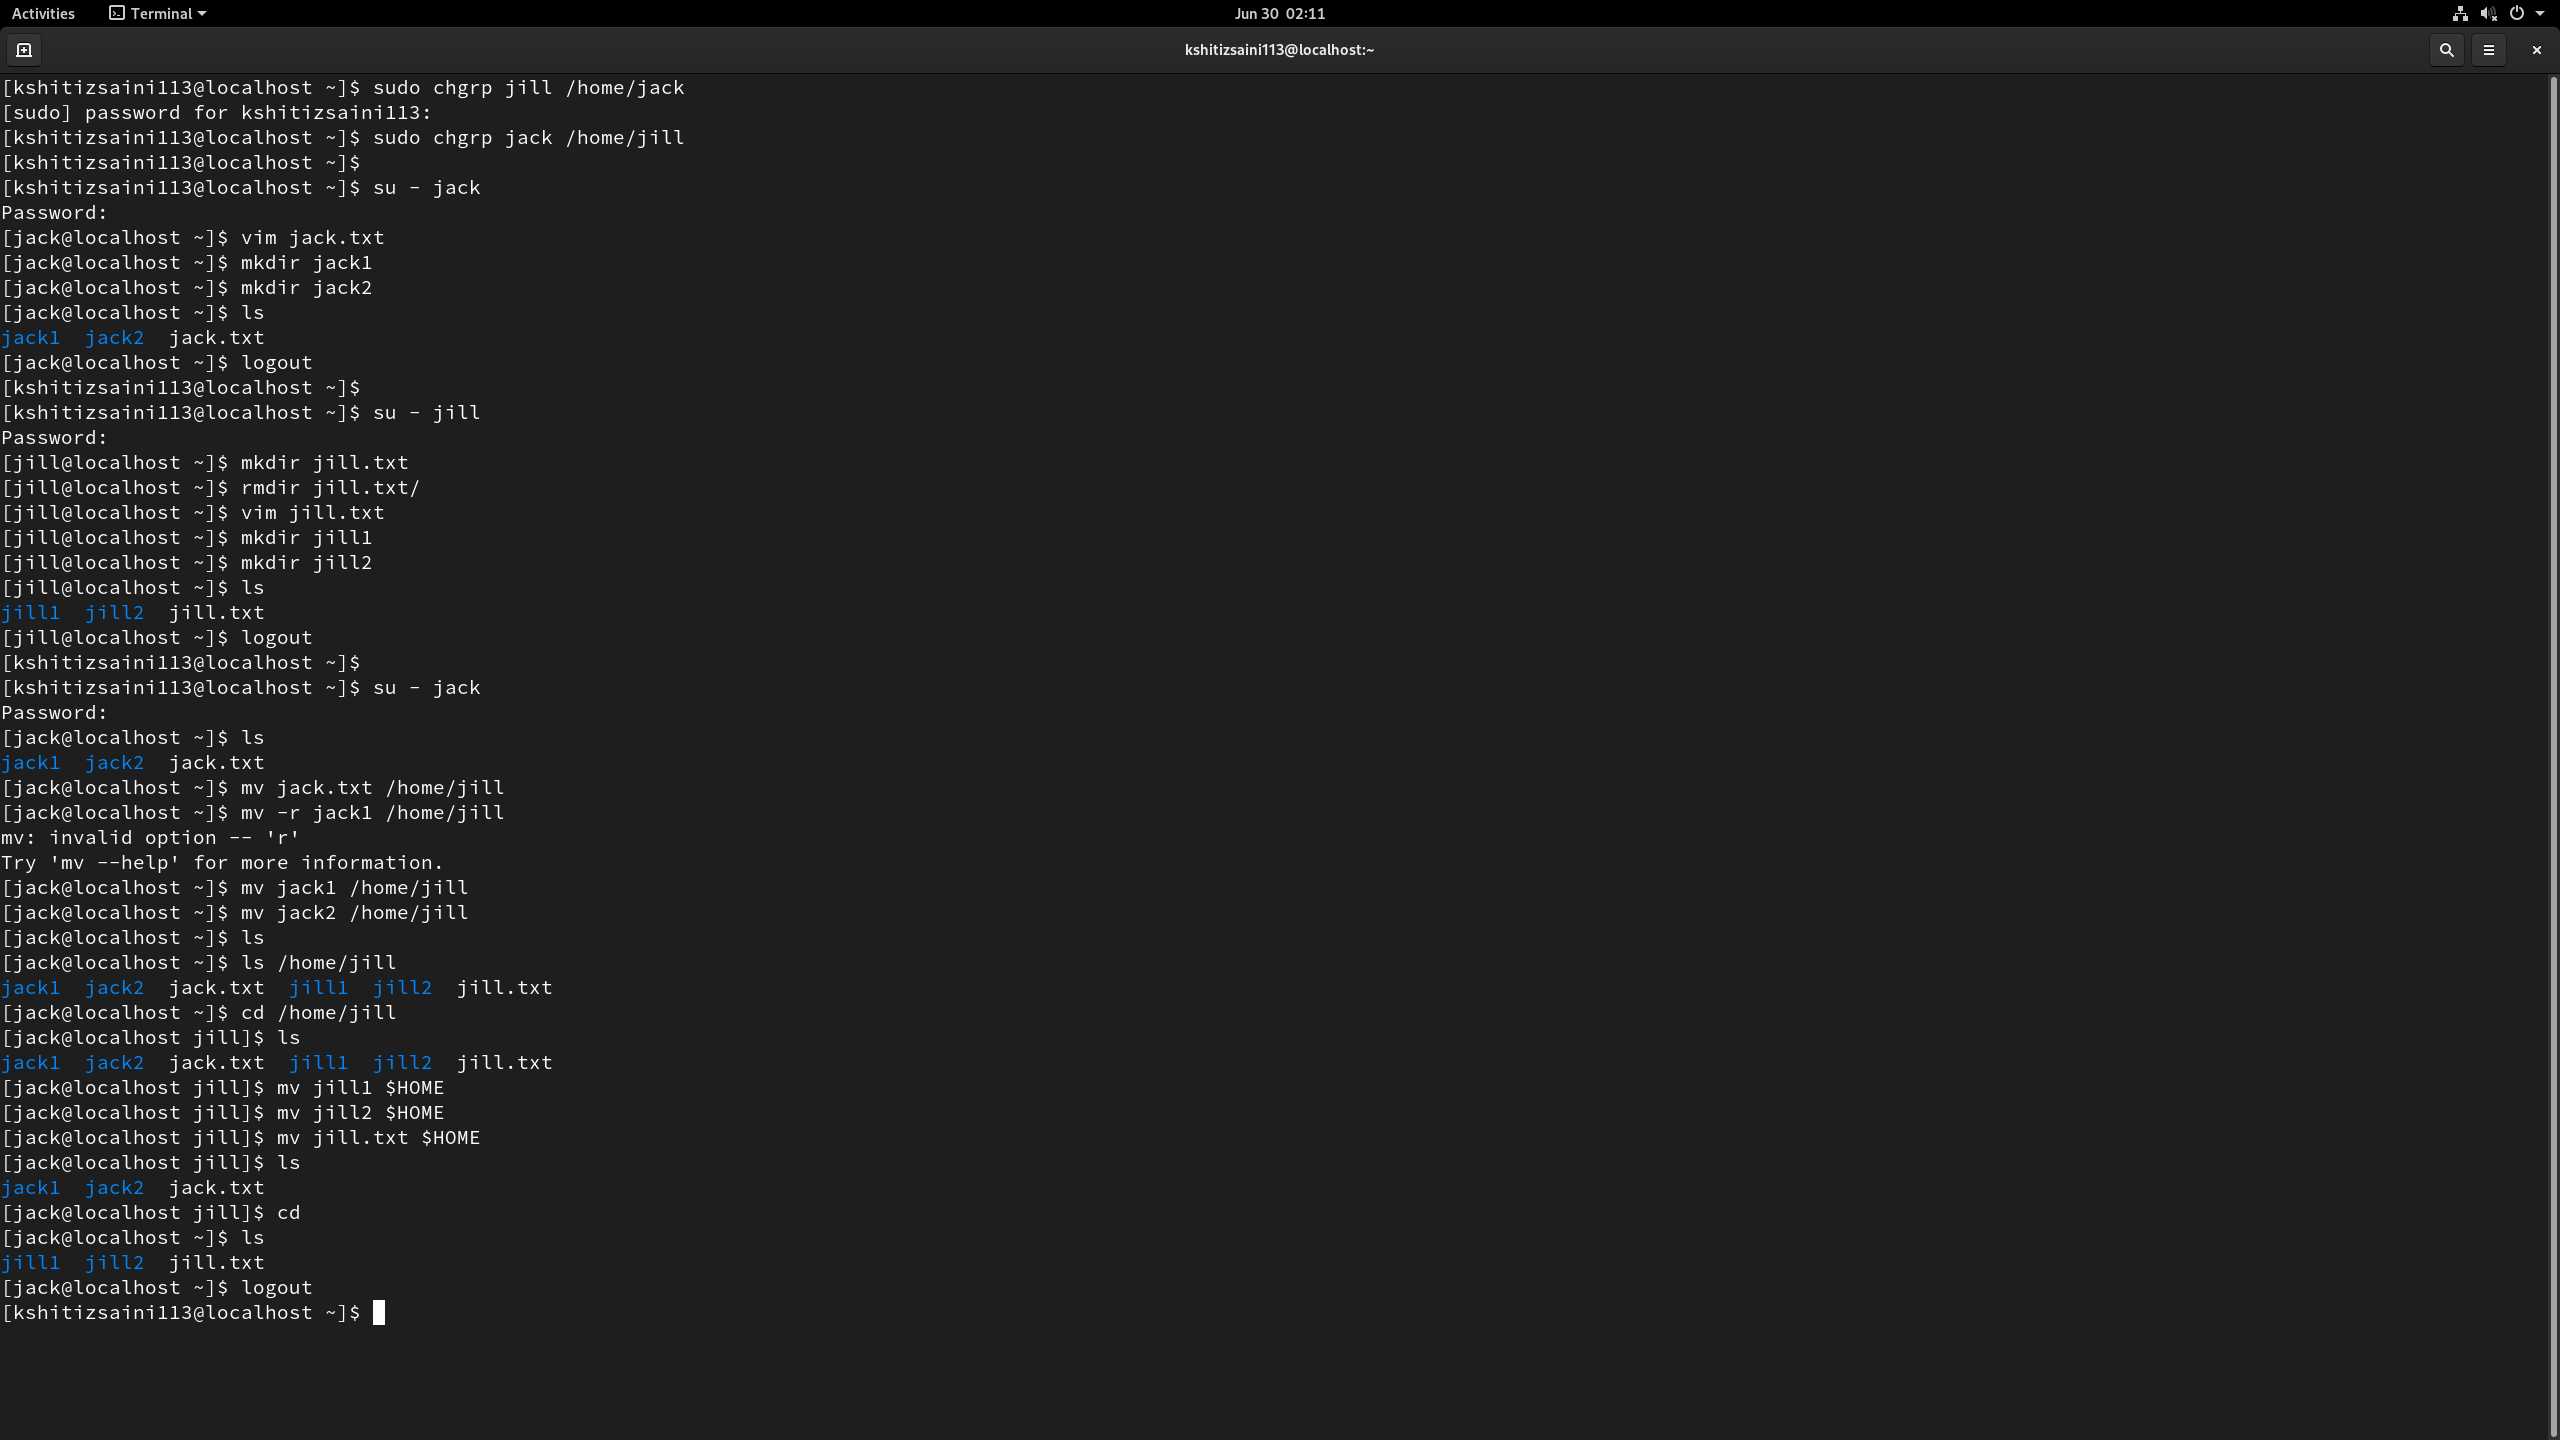 Activities Terminal Jun 30 02:11
kshitizsaini113@localhost:~
[kshitizsaini113@localhost ~]$ sudo chgrp jill /home/jack
[sudo] password for kshitizsaini113:
[kshitizsaini113@localhost ~]$ sudo chgrp jack /home/jill
[kshitizsaini113@localhost ~]$
[kshitizsaini113@localhost ~]$ su - jack
Password:
[jack@localhost ~]$ vim jack.txt
[jack@localhost ~]$ mkdir jack1
[jack@localhost ~]$ mkdir jack2
[jack@localhost ~]$ ls
jack1  jack2  jack.txt
[jack@localhost ~]$ logout
[kshitizsaini113@localhost ~]$
[kshitizsaini113@localhost ~]$ su - jill
Password:
[jill@localhost ~]$ mkdir jill.txt
[jill@localhost ~]$ rmdir jill.txt/
[jill@localhost ~]$ vim jill.txt
[jill@localhost ~]$ mkdir jill1
[jill@localhost ~]$ mkdir jill2
[jill@localhost ~]$ ls
jill1  jill2  jill.txt
[jill@localhost ~]$ logout
[kshitizsaini113@localhost ~]$
[kshitizsaini113@localhost ~]$ su - jack
Password:
[jack@localhost ~]$ ls
jack1  jack2  jack.txt
[jack@localhost ~]$ mv jack.txt /home/jill
[jack@localhost ~]$ mv -r jack1 /home/jill
mv: invalid option -- 'r'
Try 'mv --help' for more information.
[jack@localhost ~]$ mv jack1 /home/jill
[jack@localhost ~]$ mv jack2 /home/jill
[jack@localhost ~]$ ls
[jack@localhost ~]$ ls /home/jill
jack1  jack2  jack.txt  jill1  jill2  jill.txt
[jack@localhost ~]$ cd /home/jill
[jack@localhost jill]$ ls
jack1  jack2  jack.txt  jill1  jill2  jill.txt
[jack@localhost jill]$ mv jill1 $HOME
[jack@localhost jill]$ mv jill2 $HOME
[jack@localhost jill]$ mv jill.txt $HOME
[jack@localhost jill]$ ls
jack1  jack2  jack.txt
[jack@localhost jill]$ cd
[jack@localhost ~]$ ls
jill1  jill2  jill.txt
[jack@localhost ~]$ logout
[kshitizsaini113@localhost ~]$